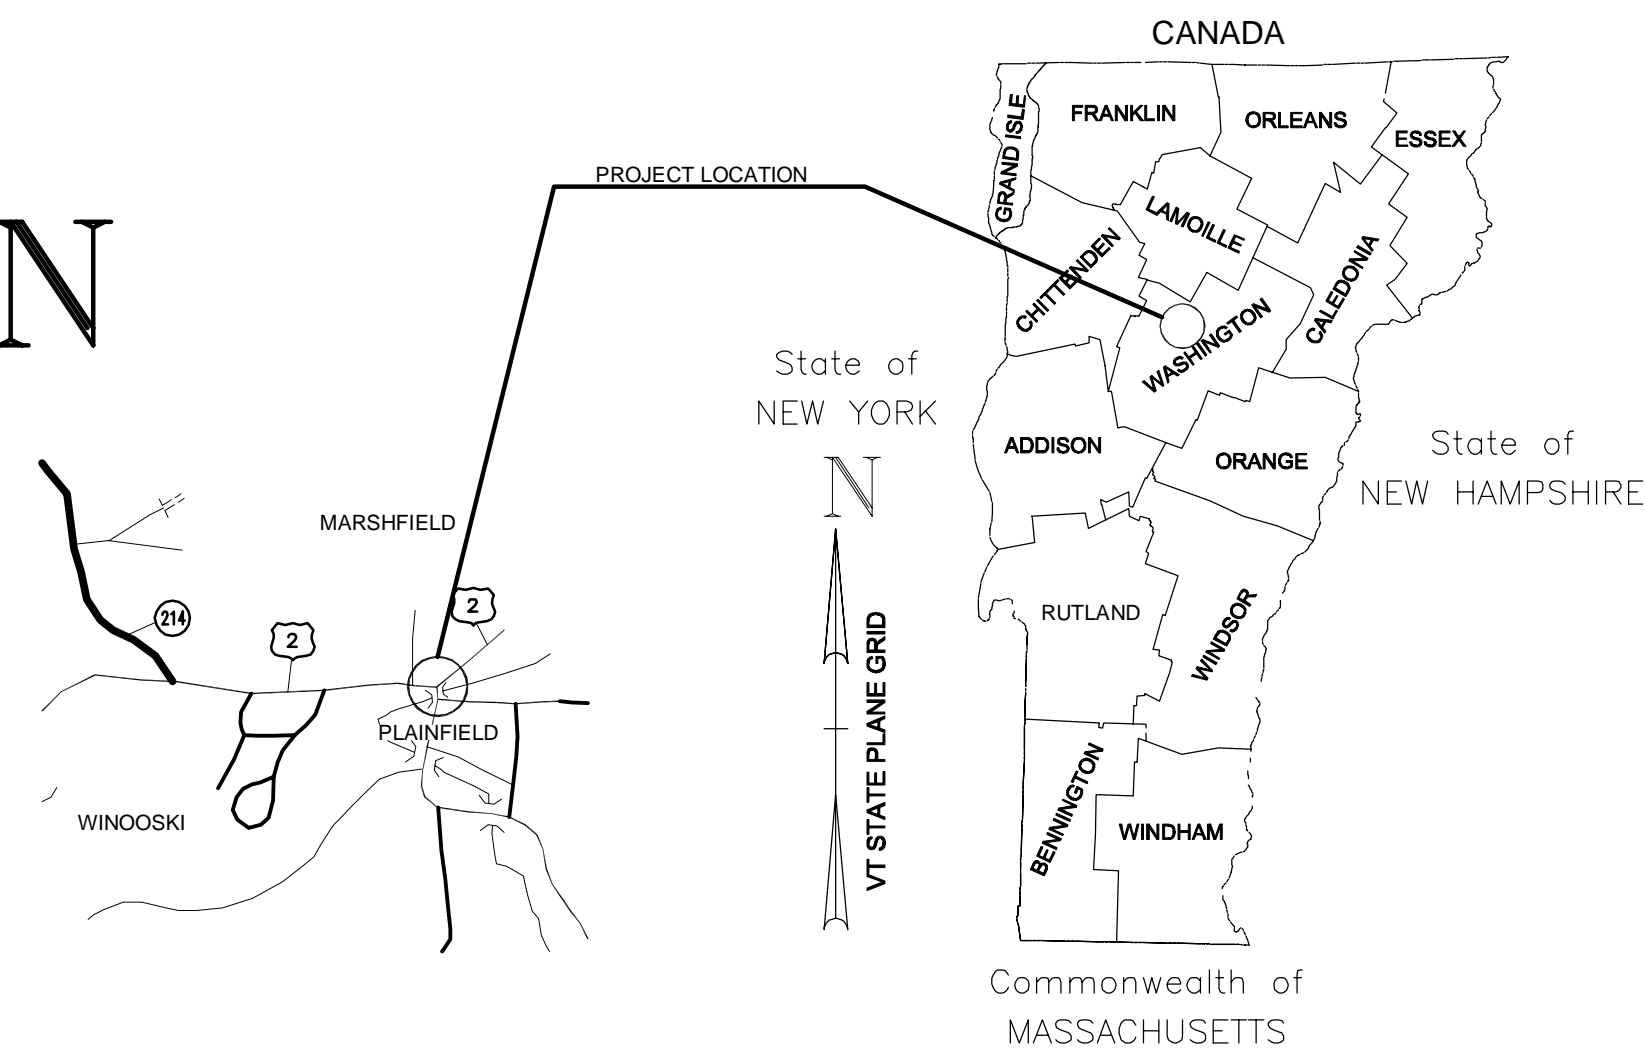 CANADA
FRANKLIN
ORLEANS
ESSEX
GRAND ISLE
PROJECT LOCATION
LAMOILLE
N
CHITTENDEN
CALEDONIA
WASHINGTON
State of
NEW YORK
ADDISON
ORANGE
State of
NEW HAMPSHIRE
N
MARSHFIELD
2
214
2
RUTLAND
WINDSOR
VT STATE PLANE GRID
PLAINFIELD
WINOOSKI
BENNINGTON
WINDHAM
Commonwealth of
MASSACHUSETTS